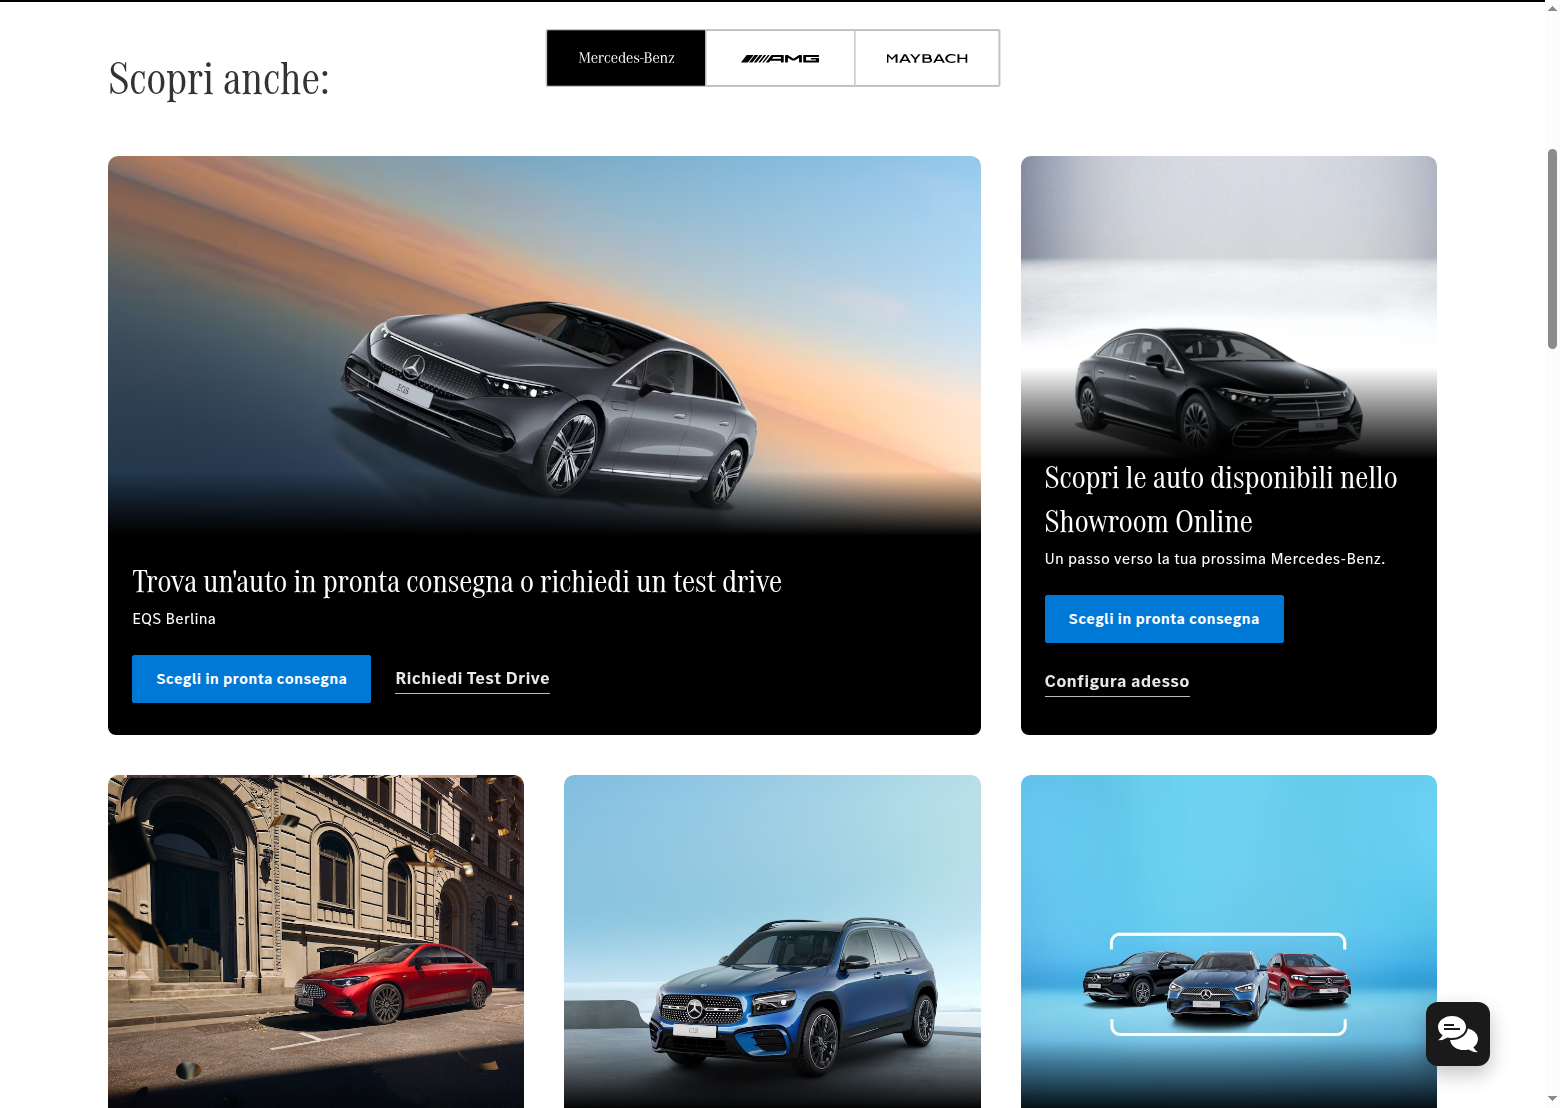 Scopri anche:
Mercedes-Benz
AMG
MAYBACH
EQS
Trova un'auto in pronta consegna o richiedi un test drive
EQS Berlina
Scegli in pronta consegna
Richiedi Test Drive
Scopri le auto disponibili nello
Showroom Online
Un passo verso la tua prossima Mercedes-Benz.
Scegli in pronta consegna
Configura adesso